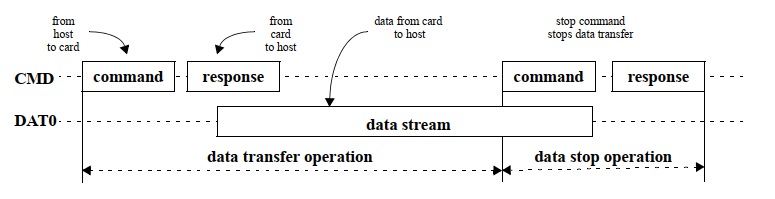 from
host
to card
from
card
to host
data from card
to host
stop command
stops data transfer
CMD
command
response
command
response
DAT0
data stream
data transfer operation
data stop operation